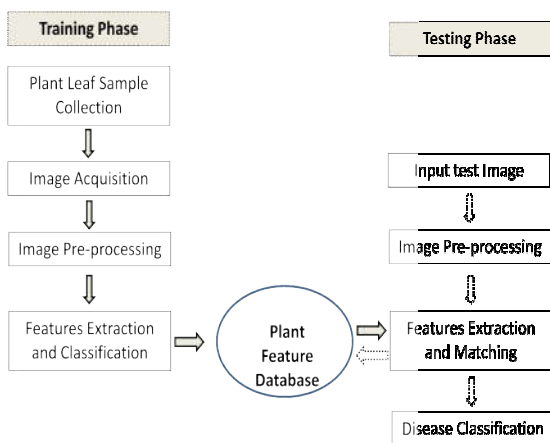 Training Phase
Plant Leaf Sample
Collection
Image Acquisition
Image Pre-processing
Features Extraction
and Classification
Plant
Feature
Database
Testing Phase
Input test Image
Image Pre-processing
Features Extraction
and Matching
Disease Classification